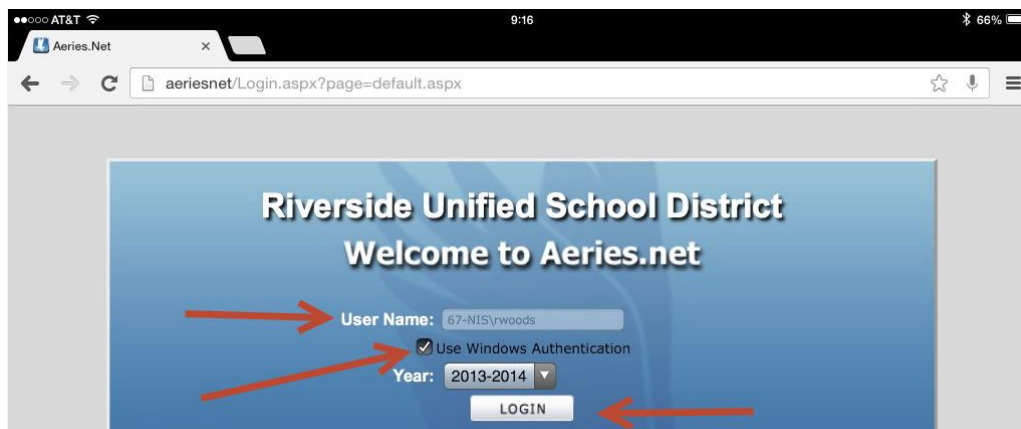 AT&T 9:16 66%
Aeries.Net
aeriesnet/Login.aspx?page=default.aspx
Riverside Unified School District
Welcome to Aeries.net
User Name: 67-NIS\rwoods
Use Windows Authentication
Year: 2013-2014
LOGIN